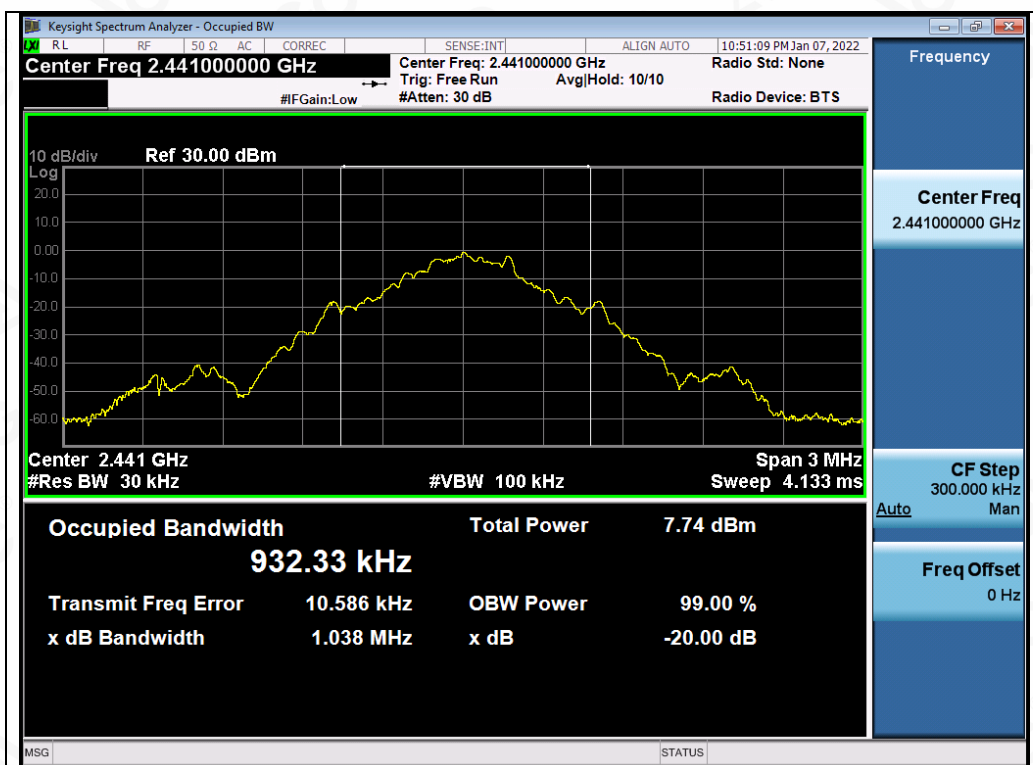 Keysight Spectrum Analyzer - Occupied BW
LXI RL RF 50 Ω AC CORREC SENSE:INT ALIGN AUTO 10:51:09 PM Jan 07, 2022
Center Freq 2.441000000 GHz
Center Freq: 2.441000000 GHz Radio Std: None
Trig: Free Run Avg|Hold: 10/10
#IFGain:Low #Atten: 30 dB Radio Device: BTS
Frequency
10 dB/div Ref 30.00 dBm
Log
20.0
10.0
0.00
-10.0
-20.0
-30.0
-40.0
-50.0
-60.0
Center 2.441 GHz Span 3 MHz
#Res BW 30 kHz #VBW 100 kHz Sweep 4.133 ms
Occupied Bandwidth Total Power 7.74 dBm
932.33 kHz
Transmit Freq Error 10.586 kHz OBW Power 99.00 %
x dB Bandwidth 1.038 MHz x dB -20.00 dB
Center Freq
2.441000000 GHz
CF Step
300.000 kHz
Auto Man
Freq Offset
0 Hz
MSG STATUS